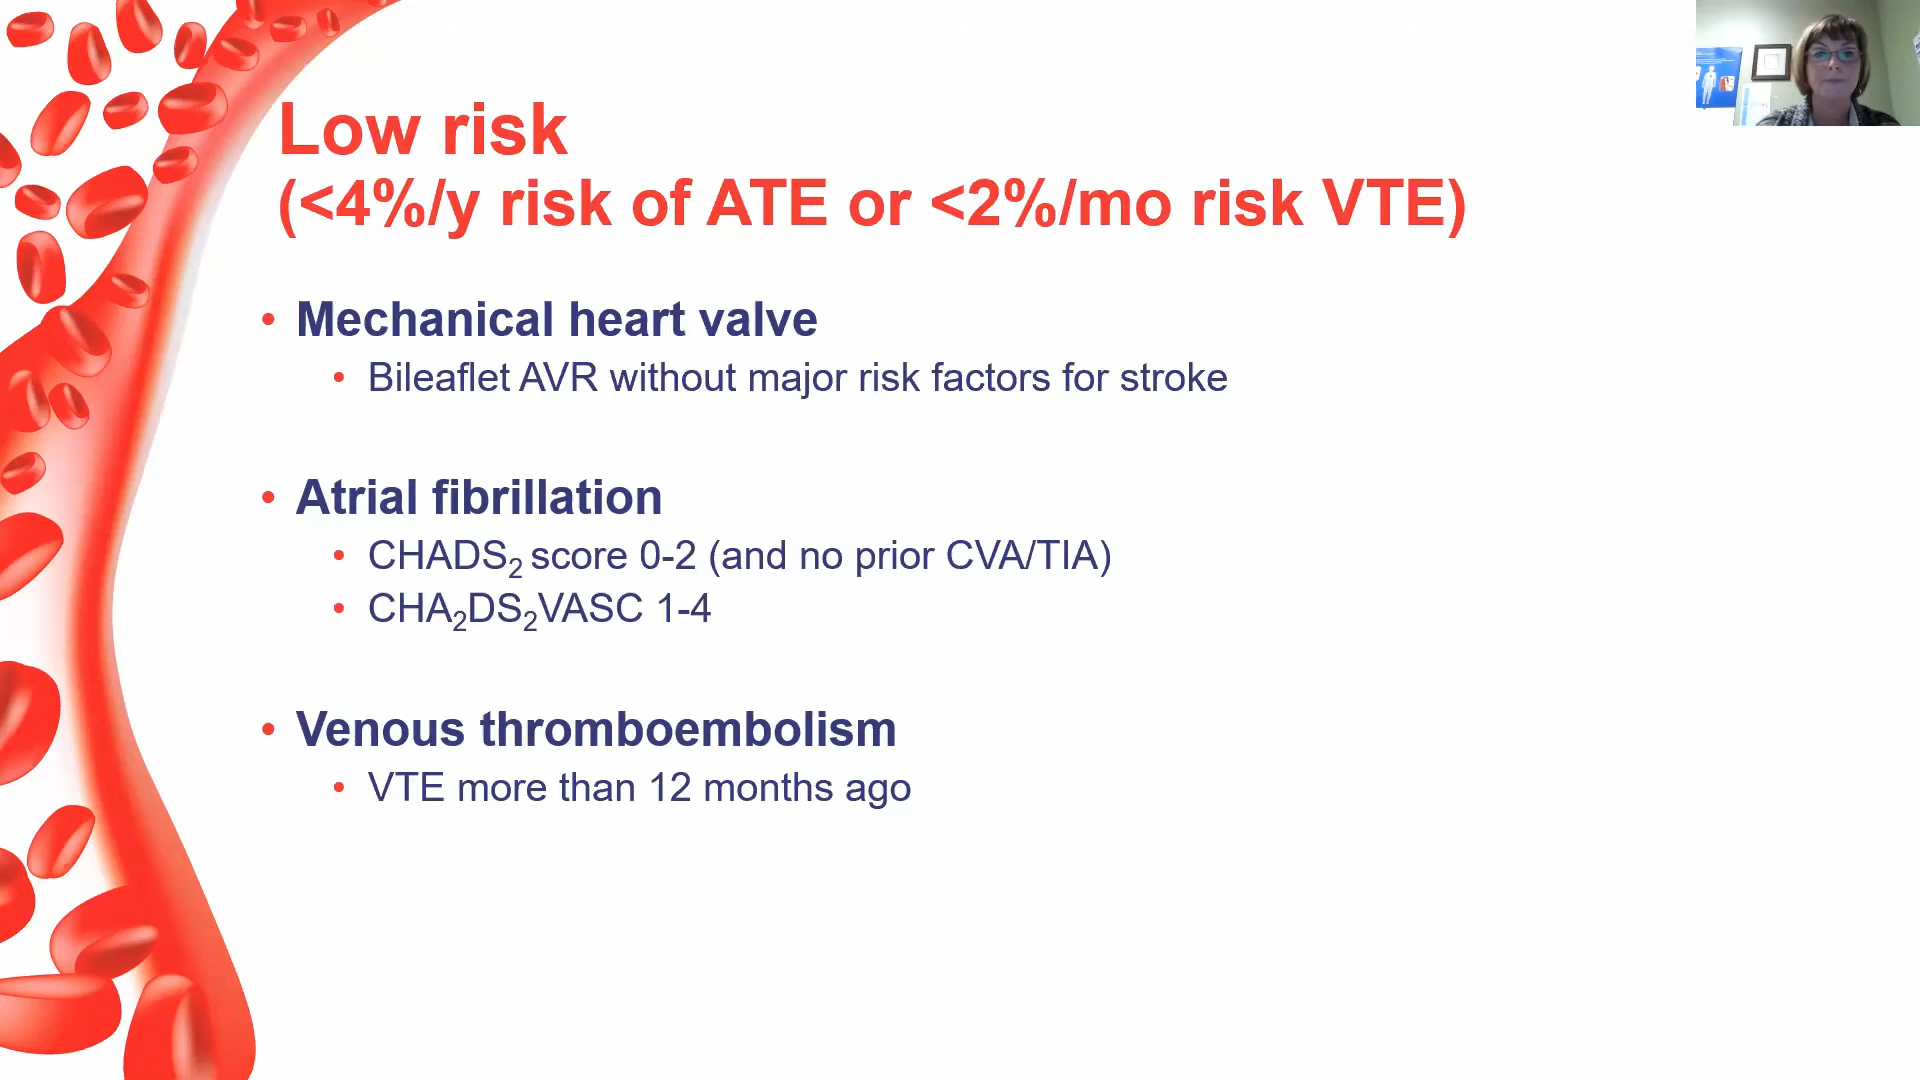 Low risk
(<4%/y risk of ATE or <2%/mo risk VTE)
• Mechanical heart valve
• Bileaflet AVR without major risk factors for stroke
• Atrial fibrillation
• CHADS₂ score 0-2 (and no prior CVA/TIA)
• CHA₂DS₂VASC 1-4
• Venous thromboembolism
• VTE more than 12 months ago